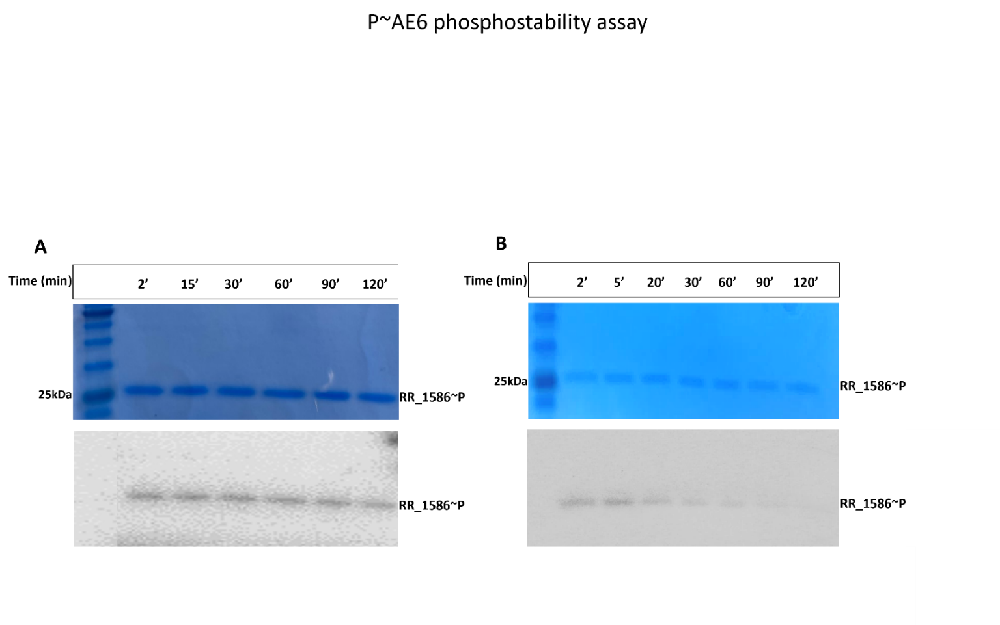 P~AE6 phosphostability assay
A
Time (min) 2’ 15’ 30’ 60’ 90’ 120’
25kDa RR_1586~P
RR_1586~P
B
Time (min) 2’ 5’ 20’ 30’ 60’ 90’ 120’
25kDa RR_1586~P
RR_1586~P